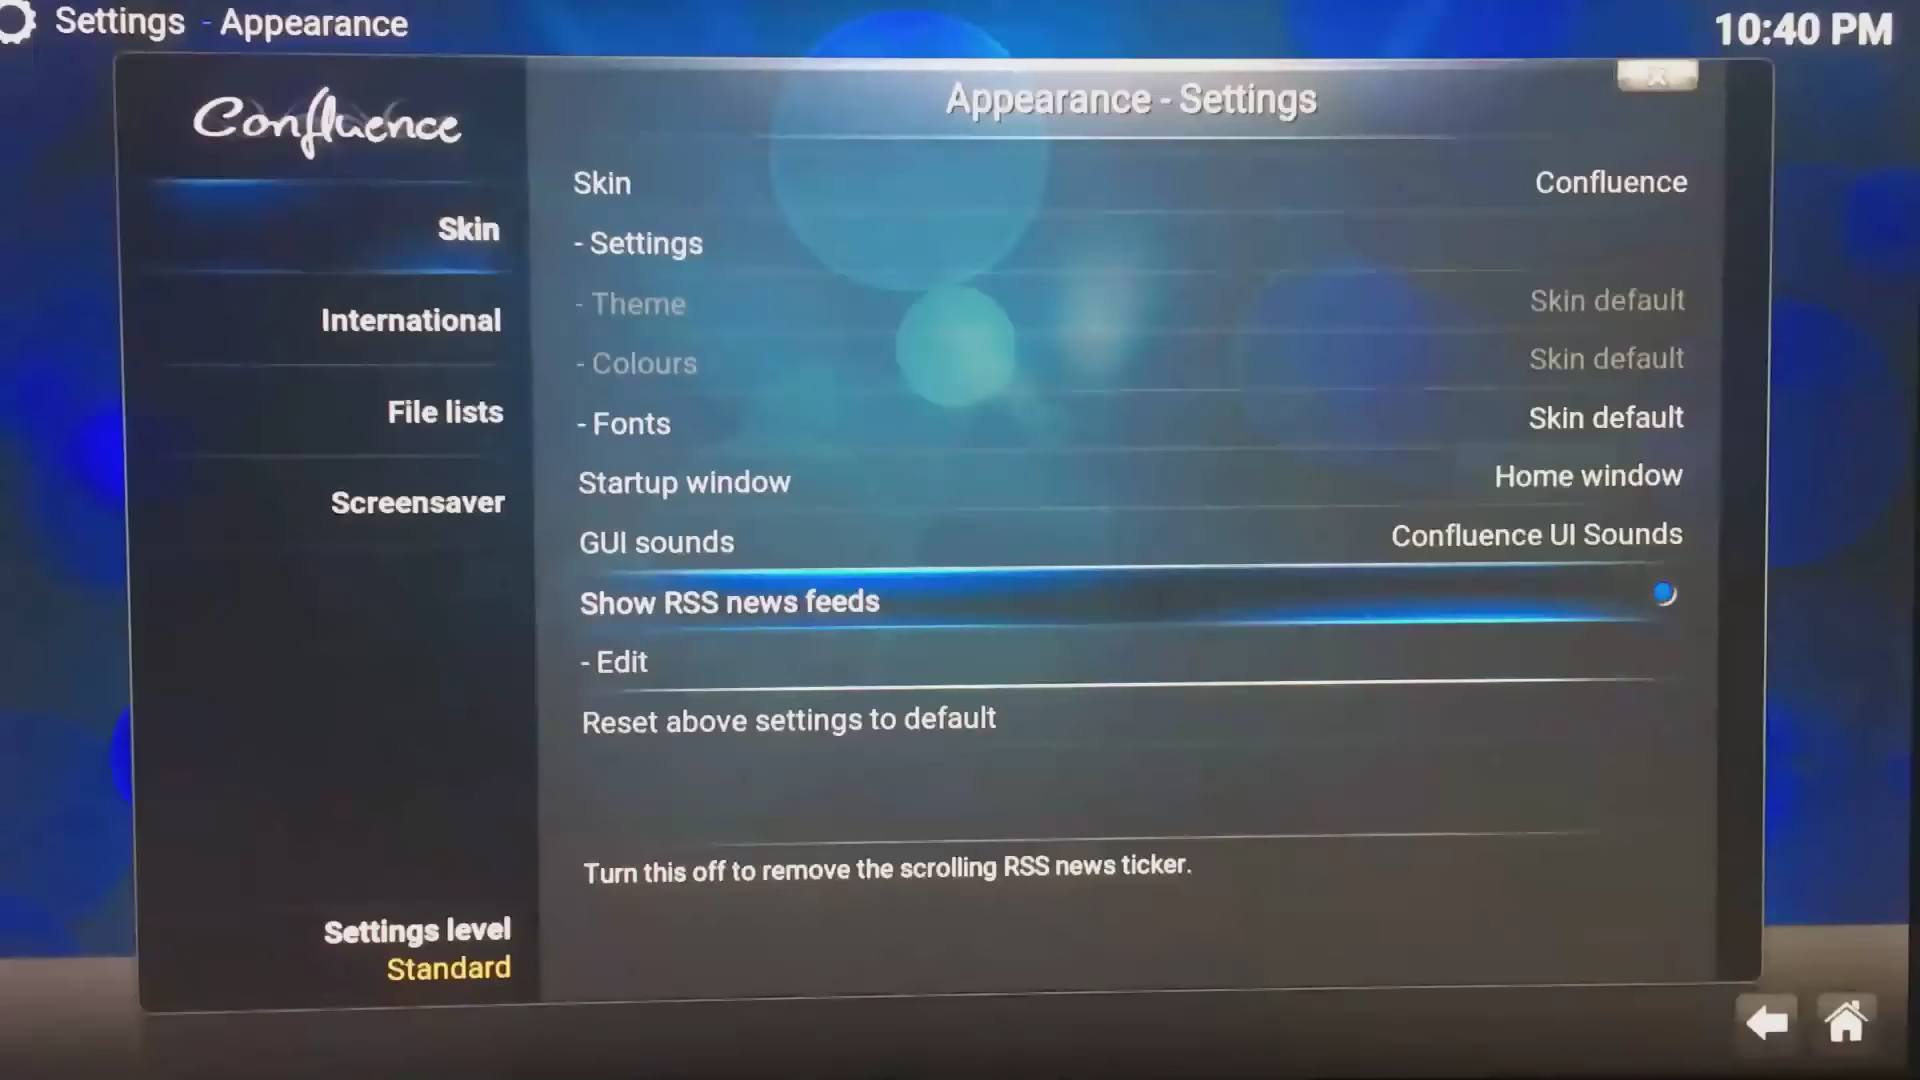 Settings - Appearance
10:40 PM
Confluence
Appearance - Settings
Skin
International
File lists
Screensaver
Settings level
Standard
Skin Confluence
- Settings
- Theme Skin default
- Colours Skin default
- Fonts Skin default
Startup window Home window
GUI sounds Confluence UI Sounds
Show RSS news feeds
- Edit
Reset above settings to default
Turn this off to remove the scrolling RSS news ticker.